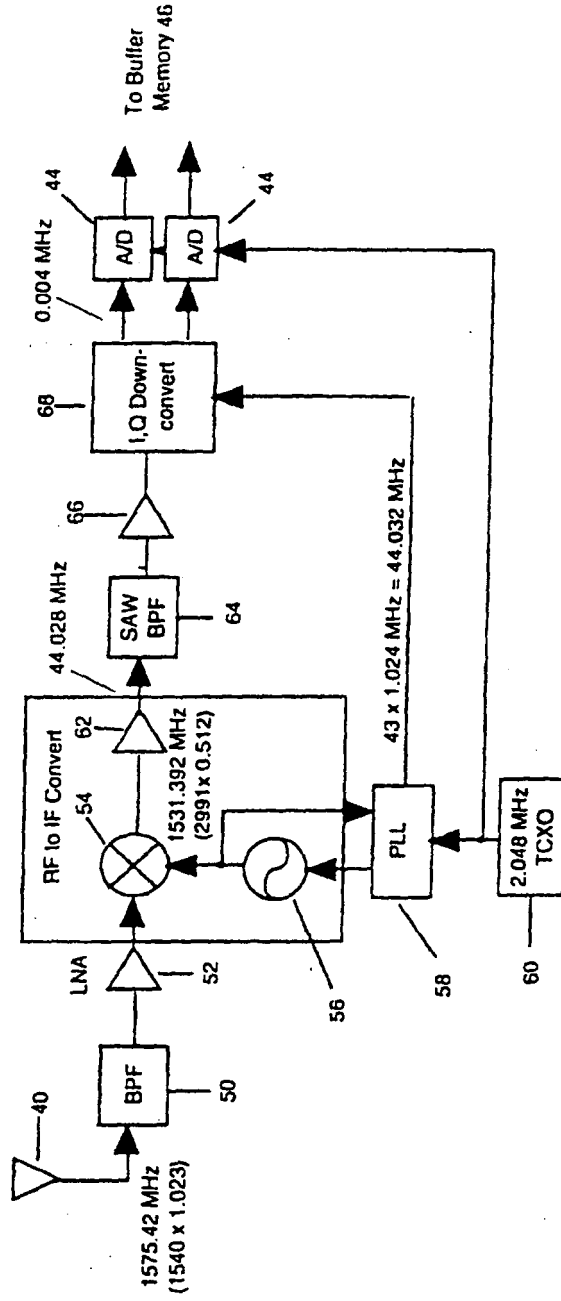 40
1575.42 MHz
(1540 x 1.023)
BPF
50
LNA
52
RF to IF Convert
54
62
1531.392 MHz
(2991 x 0.512)
56
PLL
58
2.048 MHz
TCXO
60
44.028 MHz
SAW
BPF
64
66
68
I,Q Down-
convert
43 x 1.024 MHz = 44.032 MHz
0.004 MHz
44
A/D
A/D
44
To Buffer
Memory 46